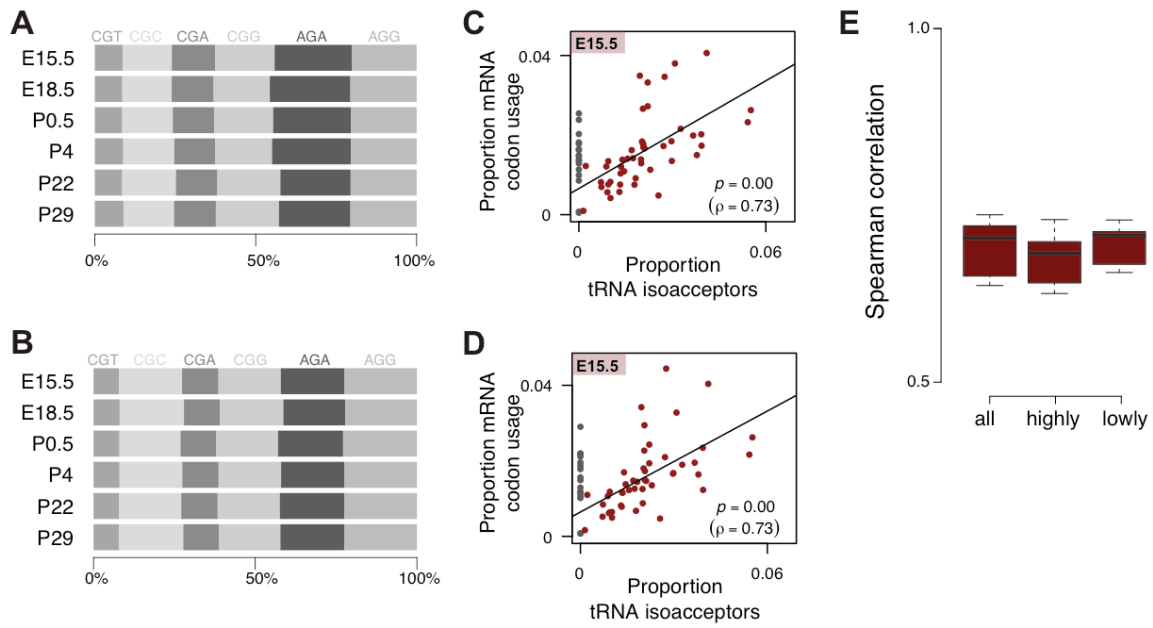 A
CGT CGC CGA CGG AGA AGG
E15.5
E18.5
P0.5
P4
P22
P29
0% 50% 100%
B
CGT CGC CGA CGG AGA AGG
E15.5
E18.5
P0.5
P4
P22
P29
0% 50% 100%
C
E15.5
Proportion mRNA
codon usage
0.04
0
p = 0.00
(ρ = 0.73)
0 0.06
Proportion
tRNA isoacceptors
D
E15.5
Proportion mRNA
codon usage
0.04
0
p = 0.00
(ρ = 0.73)
0 0.06
Proportion
tRNA isoacceptors
E
Spearman correlation
1.0
0.5
all highly lowly